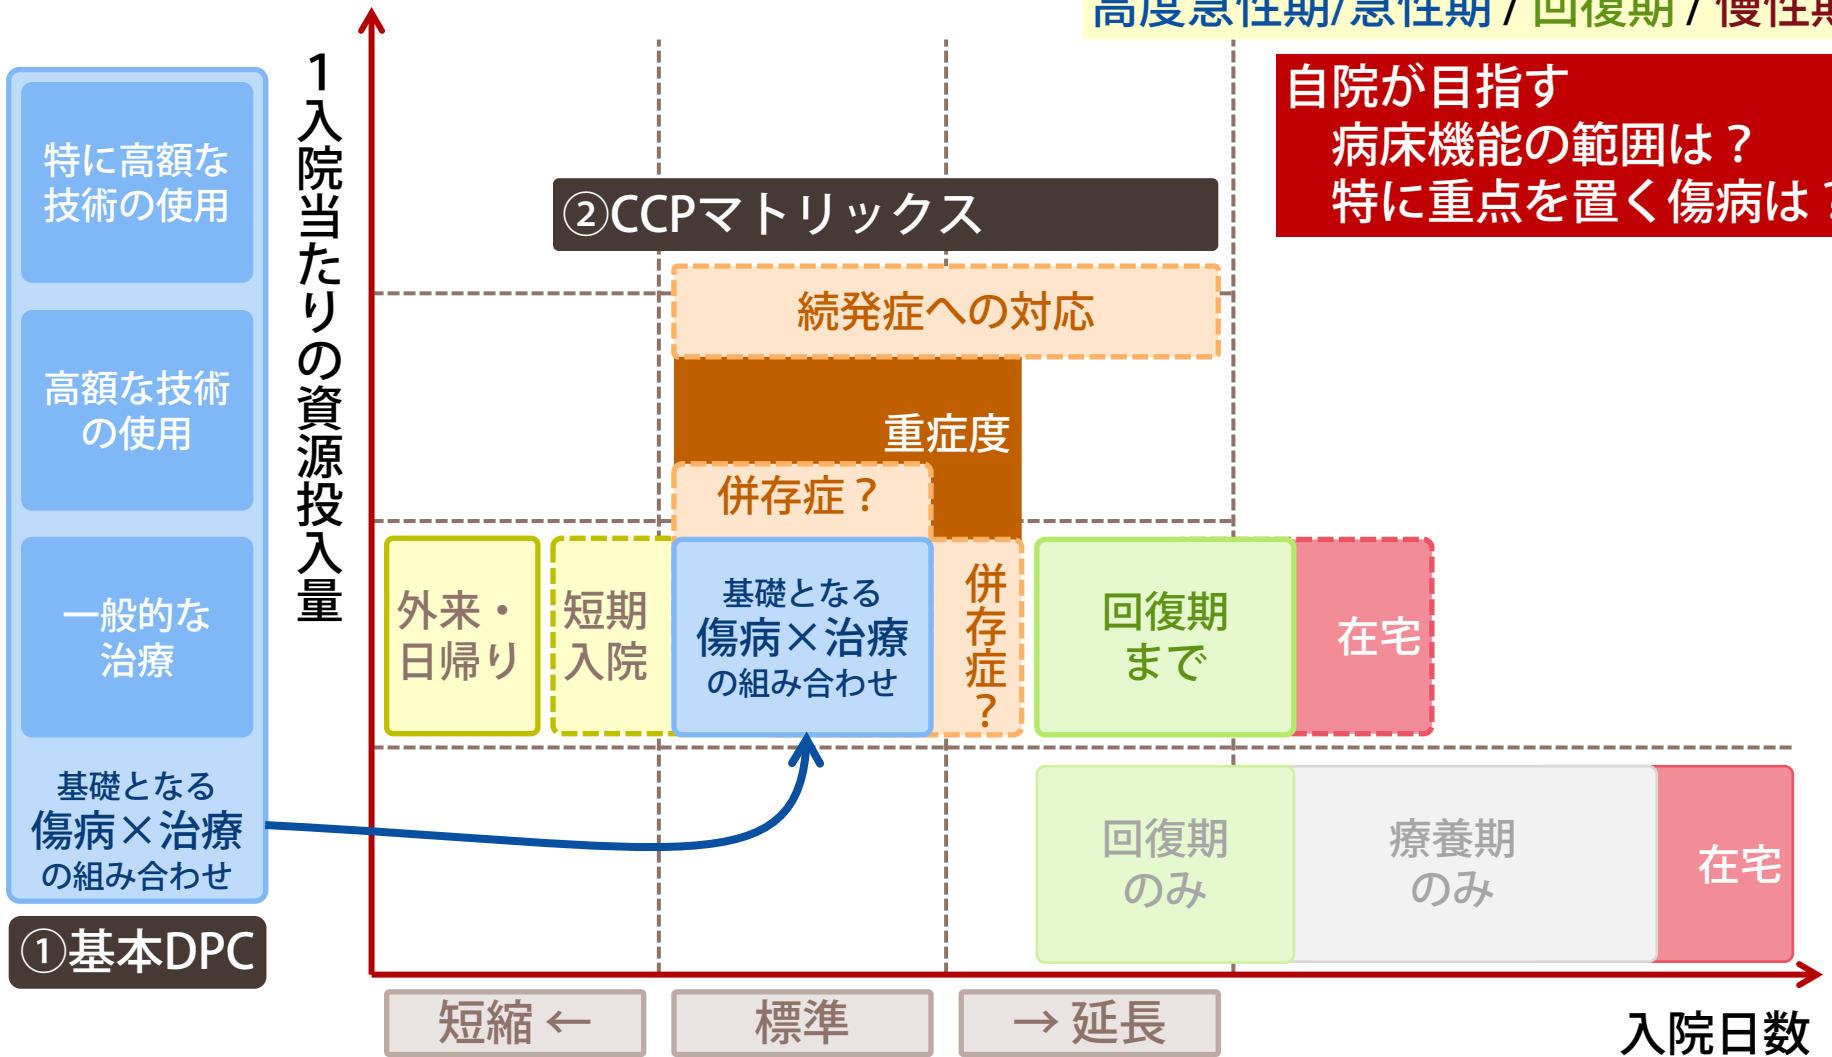 高度急性期/急性期 / 回復期 / 慢性期
自院が目指す
病床機能の範囲は？
特に重点を置く傷病は？
1入院当たりの資源投入量
特に高額な
技術の使用
高額な技術
の使用
一般的な
治療
基礎となる
傷病×治療
の組み合わせ
①基本DPC
②CCPマトリックス
続発症への対応
重症度
併存症？
外来・
日帰り
短期
入院
基礎となる
傷病×治療
の組み合わせ
併存症？
回復期
まで
在宅
回復期
のみ
療養期
のみ
在宅
短縮 ←
標準
→ 延長
入院日数